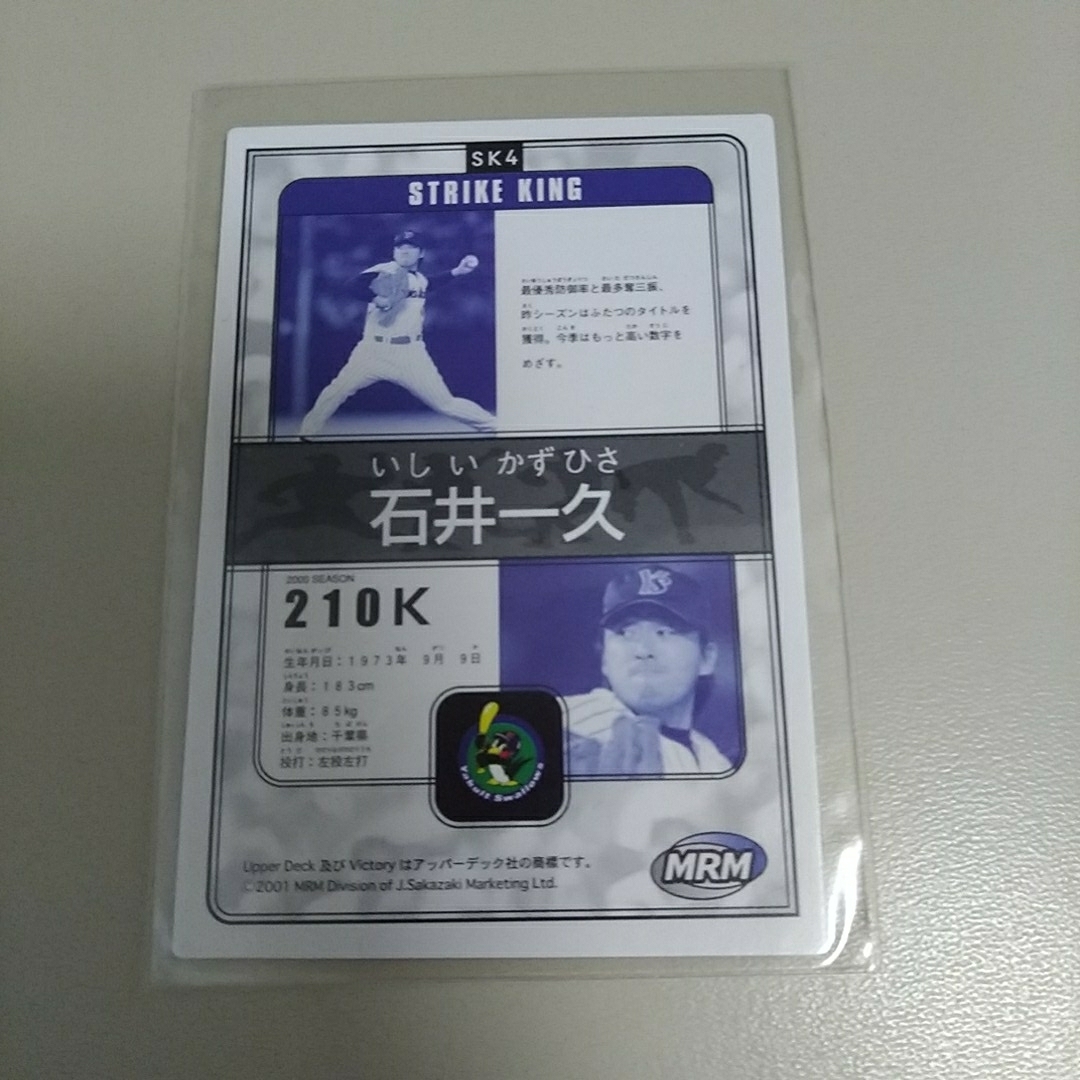 SK4
STRIKE KING
最優秀防御率と最多奪三振、
昨シーズンはふたつのタイトルを
獲得。今季はもっと高い数字を
めざす。
いし い かず ひさ
石井一久
2000 SEASON
210K
生年月日：1973年 9月 9日
身長：183cm
体重：85kg
出身地：千葉県
投打：左投左打
Yakult Swallows
Upper Deck 及び Victory はアッパーデック社の商標です。
©2001 MRM Division of J.Sakazaki Marketing Ltd.
MRM